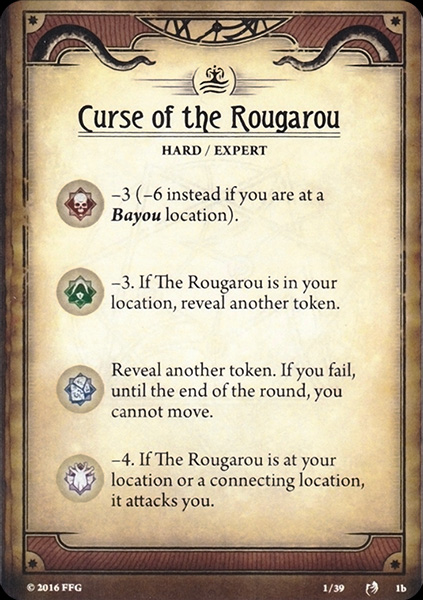 Curse of the Rougarou
HARD / EXPERT
–3 (–6 instead if you are at a
Bayou location).
–3. If The Rougarou is in your
location, reveal another token.
Reveal another token. If you fail,
until the end of the round, you
cannot move.
–4. If The Rougarou is at your
location or a connecting location,
it attacks you.
© 2016 FFG
1/39
1b